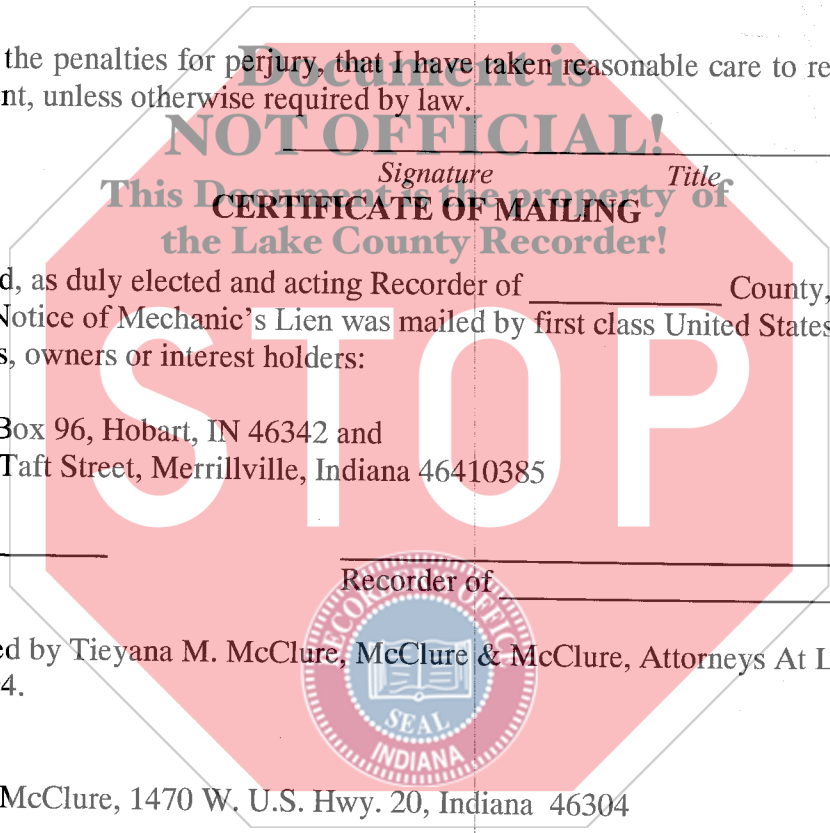 the penalties for perjury, that I have taken reasonable care to re
nt, unless otherwise required by law.
Document is
NOT OFFICIAL!
This Document is the property of
the Lake County Recorder!
STOP
Signature Title
CERTIFICATE OF MAILING
d, as duly elected and acting Recorder of ____________ County,
Notice of Mechanic's Lien was mailed by first class United States
s, owners or interest holders:
Box 96, Hobart, IN 46342 and
Taft Street, Merrillville, Indiana 46410385
Recorder of
RECORDER'S OFFICE
SEAL
INDIANA
ed by Tieyana M. McClure, McClure & McClure, Attorneys At L
4.
McClure, 1470 W. U.S. Hwy. 20, Indiana 46304